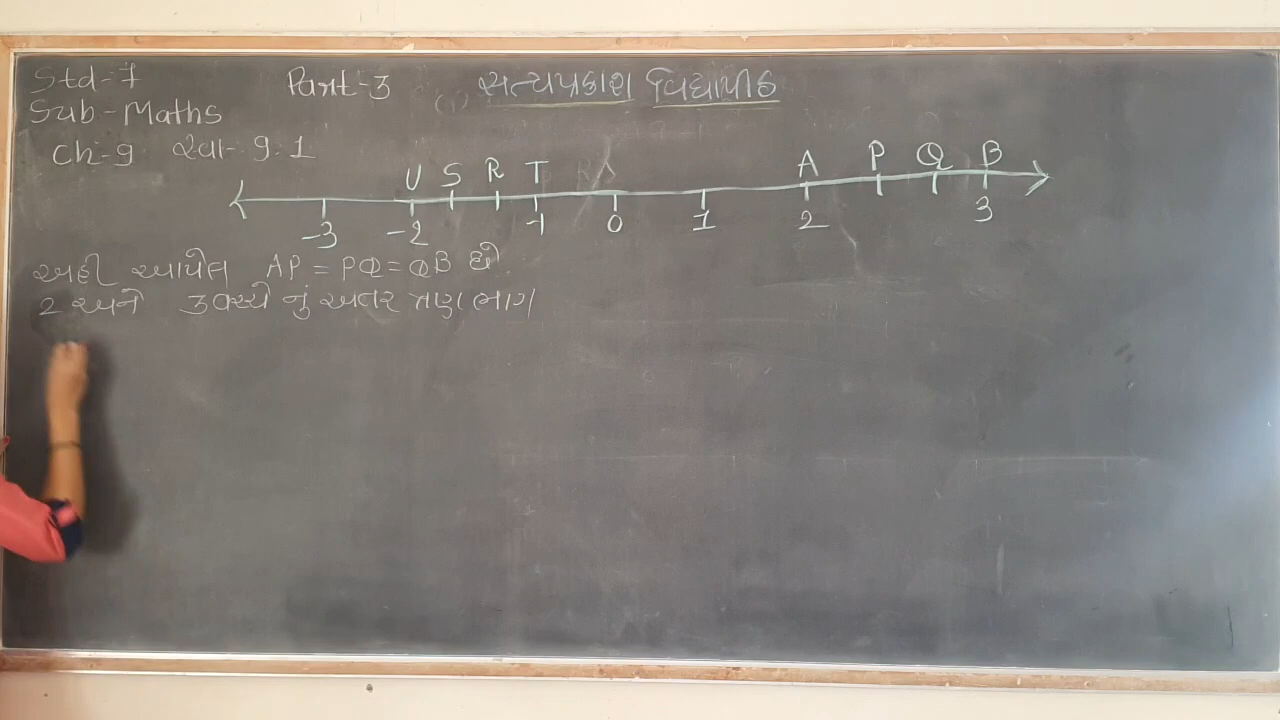 Std-7 Part-3 સત્યપ્રકાશ વિદ્યાપીઠ
Sub-Maths
Ch-9 સ્વા- 9.1
U S R T A P Q B
-3 -2 -1 0 1 2 3
અહી આપેલ AP = PQ = QB છે.
2 અને 3 વચ્ચે નું અંતર ત્રણ ભાગ